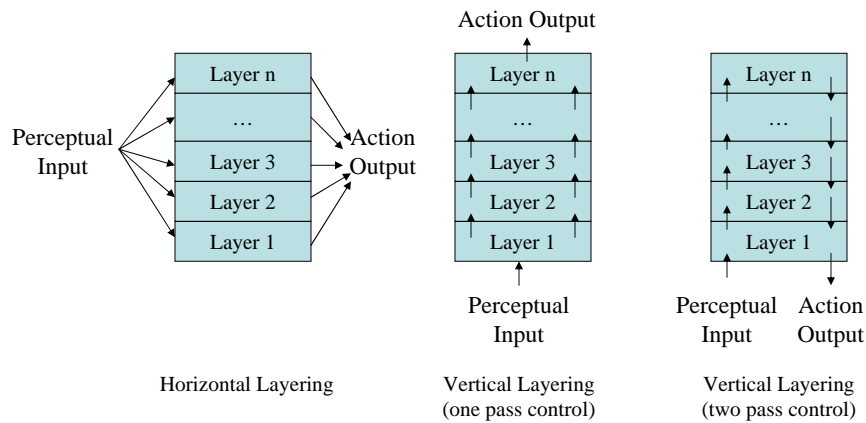 Perceptual
Input
Layer n
…
Layer 3
Layer 2
Layer 1
Action
Output
Horizontal Layering
Action Output
Layer n
…
Layer 3
Layer 2
Layer 1
Perceptual
Input
Vertical Layering
(one pass control)
Layer n
…
Layer 3
Layer 2
Layer 1
Perceptual
Input
Action
Output
Vertical Layering
(two pass control)